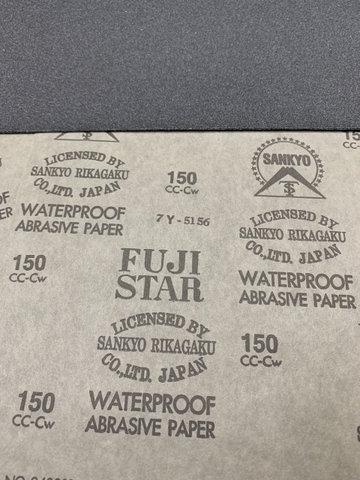 LICENSED BY
SANKYO RIKAGAKU
CO.,LTD. JAPAN
150
CC-Cw
SANKYO
WATERPROOF
ABRASIVE PAPER
7Y-5156
LICENSED BY
SANKYO RIKAGAKU
CO.,LTD. JAPAN
150
CC-Cw
FUJI
STAR
WATERPROOF
ABRASIVE PAPER
LICENSED BY
SANKYO RIKAGAKU
CO.,LTD. JAPAN
150
CC-Cw
150
CC-Cw
WATERPROOF
ABRASIVE PAPER